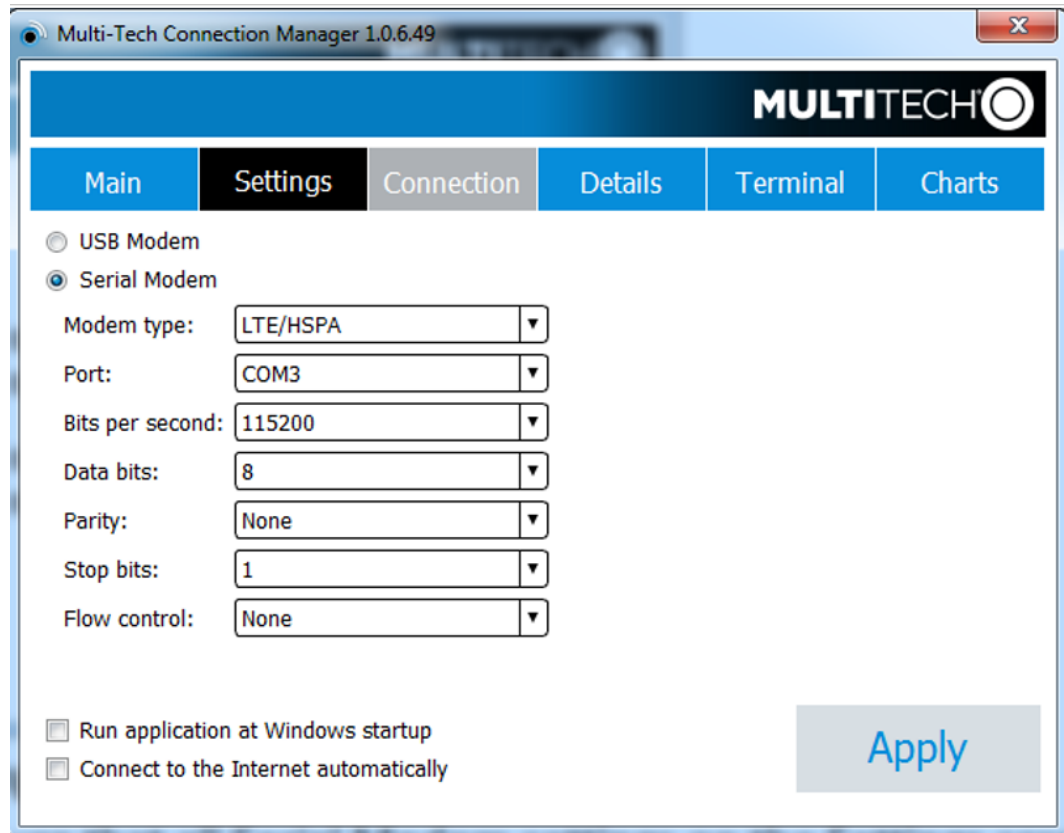 Multi-Tech Connection Manager 1.0.6.49
MULTITECH
Main Settings Connection Details Terminal Charts
USB Modem
Serial Modem
Modem type: LTE/HSPA
Port: COM3
Bits per second: 115200
Data bits: 8
Parity: None
Stop bits: 1
Flow control: None
Run application at Windows startup
Connect to the Internet automatically
Apply